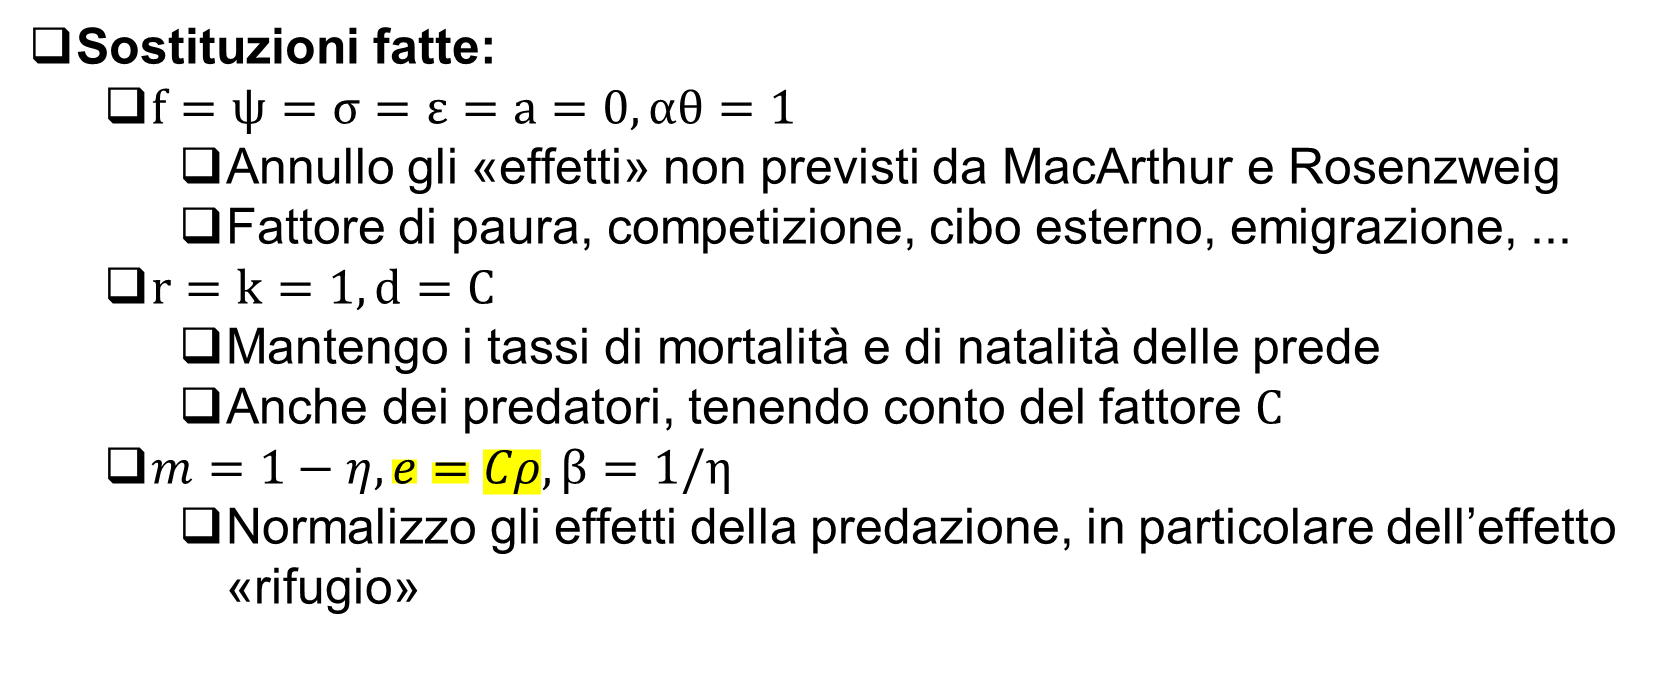 ❑Sostituzioni fatte:
❑f = ψ = σ = ε = a = 0, αθ = 1
❑Annullo gli «effetti» non previsti da MacArthur e Rosenzweig
❑Fattore di paura, competizione, cibo esterno, emigrazione, ...
❑r = k = 1, d = C
❑Mantengo i tassi di mortalità e di natalità delle prede
❑Anche dei predatori, tenendo conto del fattore C
❑m = 1 − η, e = Cρ, β = 1/η
❑Normalizzo gli effetti della predazione, in particolare dell’effetto
«rifugio»